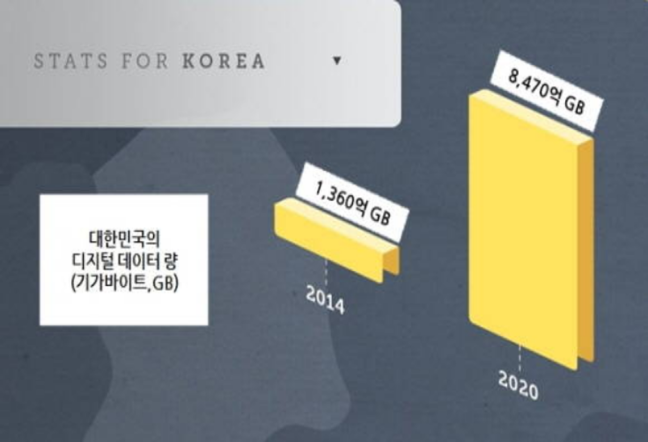 STATS FOR KOREA ▼
8,470억 GB
1,360억 GB
대한민국의
디지털 데이터 량
(기가바이트,GB)
2014
2020